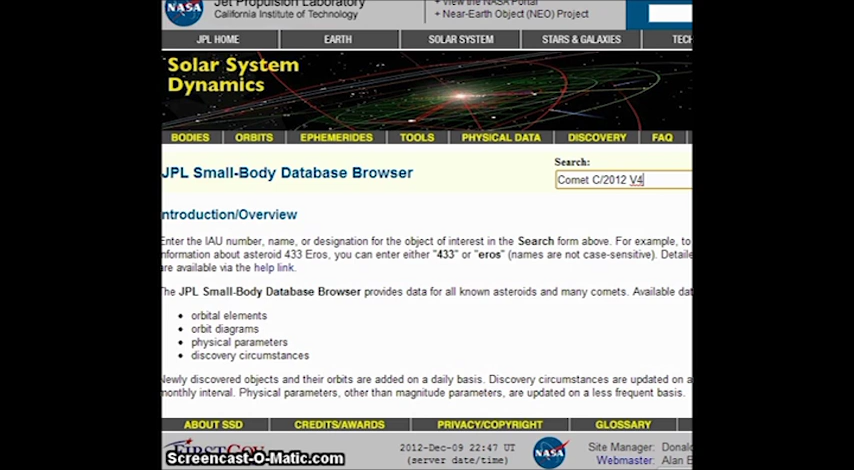 NASA
Jet Propulsion Laboratory
California Institute of Technology
+ View the NASA Portal
+ Near-Earth Object (NEO) Project
JPL HOME EARTH SOLAR SYSTEM STARS & GALAXIES TECH
Solar System
Dynamics
BODIES ORBITS EPHEMERIDES TOOLS PHYSICAL DATA DISCOVERY FAQ
Search:
JPL Small-Body Database Browser
Comet C/2012 V4
ntroduction/Overview
Enter the IAU number, name, or designation for the object of interest in the Search form above. For example, to
information about asteroid 433 Eros, you can enter either "433" or "eros" (names are not case-sensitive). Detaile
are available via the help link.
The JPL Small-Body Database Browser provides data for all known asteroids and many comets. Available dat
• orbital elements
• orbit diagrams
• physical parameters
• discovery circumstances
Newly discovered objects and their orbits are added on a daily basis. Discovery circumstances are updated on a
monthly interval. Physical parameters, other than magnitude parameters, are updated on a less frequent basis.
ABOUT SSD CREDITS/AWARDS PRIVACY/COPYRIGHT GLOSSARY
FIRSTGOV
2012-Dec-09 22:47 UT
(server date/time)
NASA
Site Manager: Donal
Webmaster: Alan B
Screencast-O-Matic.com